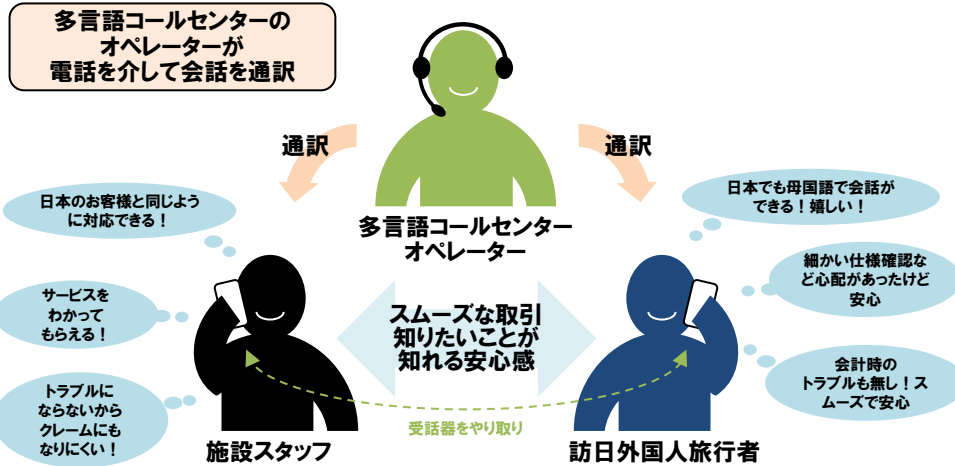 多言語コールセンターの
オペレーターが
電話を介して会話を通訳
通訳
通訳
多言語コールセンター
オペレーター
日本のお客様と同じよう
に対応できる！
サービスを
わかって
もらえる！
トラブルに
ならないから
クレームにも
なりにくい！
日本でも母国語で会話が
できる！嬉しい！
細かい仕様確認な
ど心配があったけど
安心
会計時の
トラブルも無し！ス
ムーズで安心
スムーズな取引
知りたいことが
知れる安心感
受話器をやり取り
施設スタッフ
訪日外国人旅行者